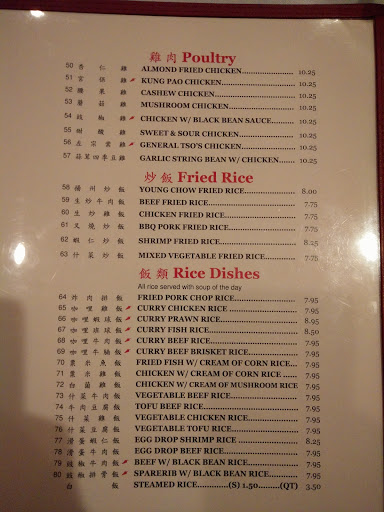 雞肉 Poultry
50 杏仁雞 ALMOND FRIED CHICKEN........................ 10.25
51 宮保雞 KUNG PAO CHICKEN........................ 10.25
52 腰果雞 CASHEW CHICKEN........................ 10.25
53 蘑菇雞 MUSHROOM CHICKEN........................ 10.25
54 豉椒雞 CHICKEN W/ BLACK BEAN SAUCE........ 10.25
55 甜酸雞 SWEET & SOUR CHICKEN.................. 10.25
56 左宗棠雞 GENERAL TSO'S CHICKEN.................. 10.25
57 蒜蓉四季豆雞 GARLIC STRING BEAN W/ CHICKEN........ 10.25
炒飯 Fried Rice
58 揚州炒飯 YOUNG CHOW FRIED RICE.................. 8.00
59 生炒牛肉飯 BEEF FRIED RICE........................ 7.75
60 生炒雞飯 CHICKEN FRIED RICE........................ 7.75
61 叉燒炒飯 BBQ PORK FRIED RICE........................ 7.75
62 蝦仁炒飯 SHRIMP FRIED RICE........................ 8.25
63 什菜炒飯 MIXED VEGETABLE FRIED RICE............ 7.75
飯類 Rice Dishes
All rice served with soup of the day
64 炸肉排飯 FRIED PORK CHOP RICE.................. 7.95
65 咖哩雞飯 CURRY CHICKEN RICE........................ 7.95
66 咖哩蝦球飯 CURRY PRAWN RICE........................ 8.95
67 咖哩斑球飯 CURRY FISH RICE........................ 8.50
68 咖哩牛肉飯 CURRY BEEF RICE........................ 7.95
69 咖哩牛腩飯 CURRY BEEF BRISKET RICE.................. 7.95
70 粟米魚飯 FRIED FISH W/ CREAM OF CORN RICE... 7.95
71 粟米雞飯 CHICKEN W/ CREAM OF CORN RICE ...... 7.95
72 白菌雞飯 CHICKEN W/ CREAM OF MUSHROOM RICE 7.95
73 什菜牛肉飯 VEGETABLE BEEF RICE........................ 7.95
74 牛肉豆腐飯 TOFU BEEF RICE........................ 7.95
75 什菜雞飯 VEGETABLE CHICKEN RICE.................. 7.95
76 什菜豆腐飯 VEGETABLE TOFU RICE........................ 7.95
77 滑蛋蝦仁飯 EGG DROP SHRIMP RICE .................. 8.25
78 滑蛋牛肉飯 EGG DROP BEEF RICE........................ 7.95
79 豉椒牛肉飯 BEEF W/ BLACK BEAN RICE.................. 7.95
80 豉椒排骨飯 SPARERIB W/ BLACK BEAN RICE............ 7.95
白飯 STEAMED RICE............(S) 1.50.........(QT) 3.50